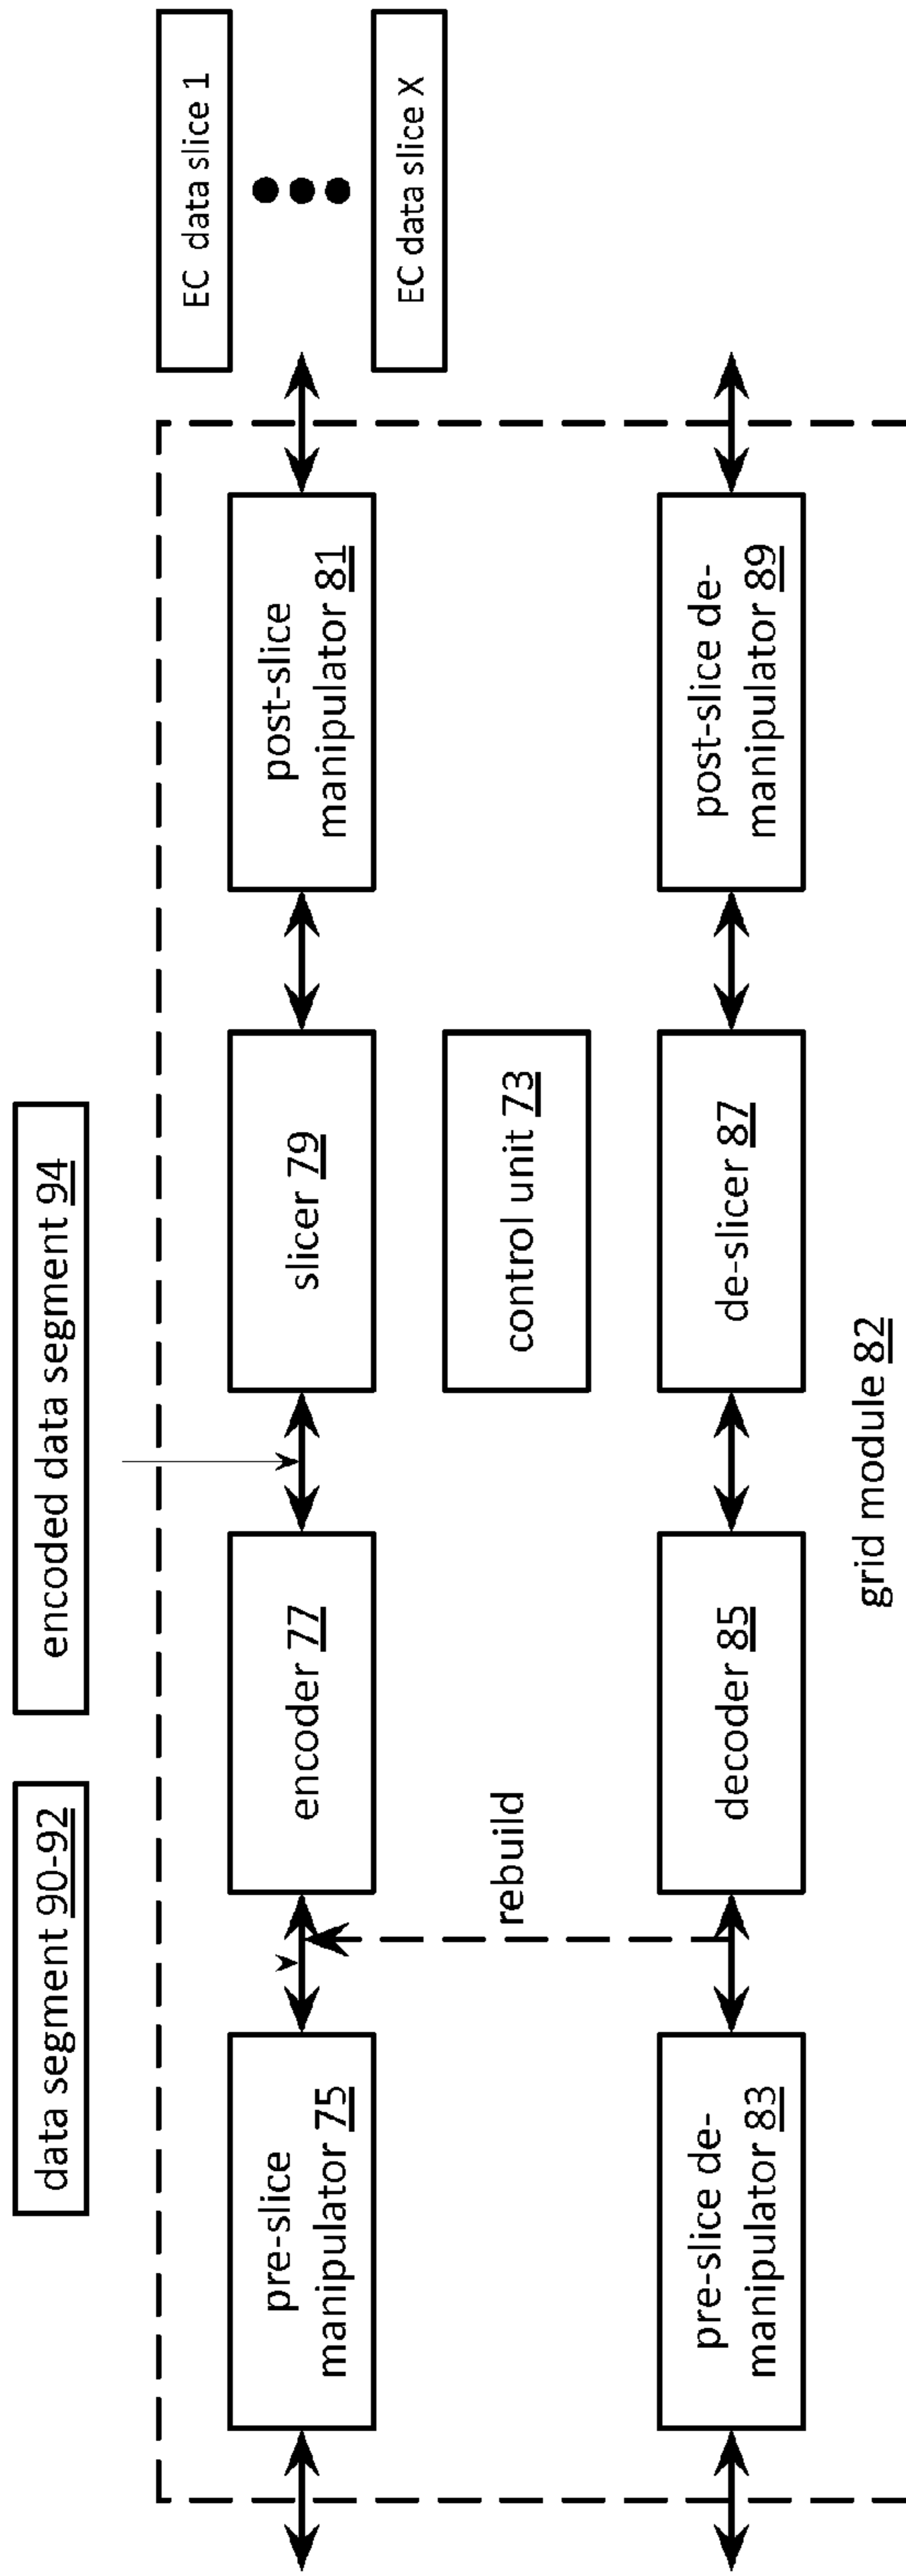 data segment 90-92
encoded data segment 94
EC data slice 1
EC data slice X
pre-slice
manipulator 75
encoder 77
slicer 79
post-slice
manipulator 81
rebuild
control unit 73
pre-slice de-
manipulator 83
decoder 85
de-slicer 87
post-slice de-
manipulator 89
grid module 82